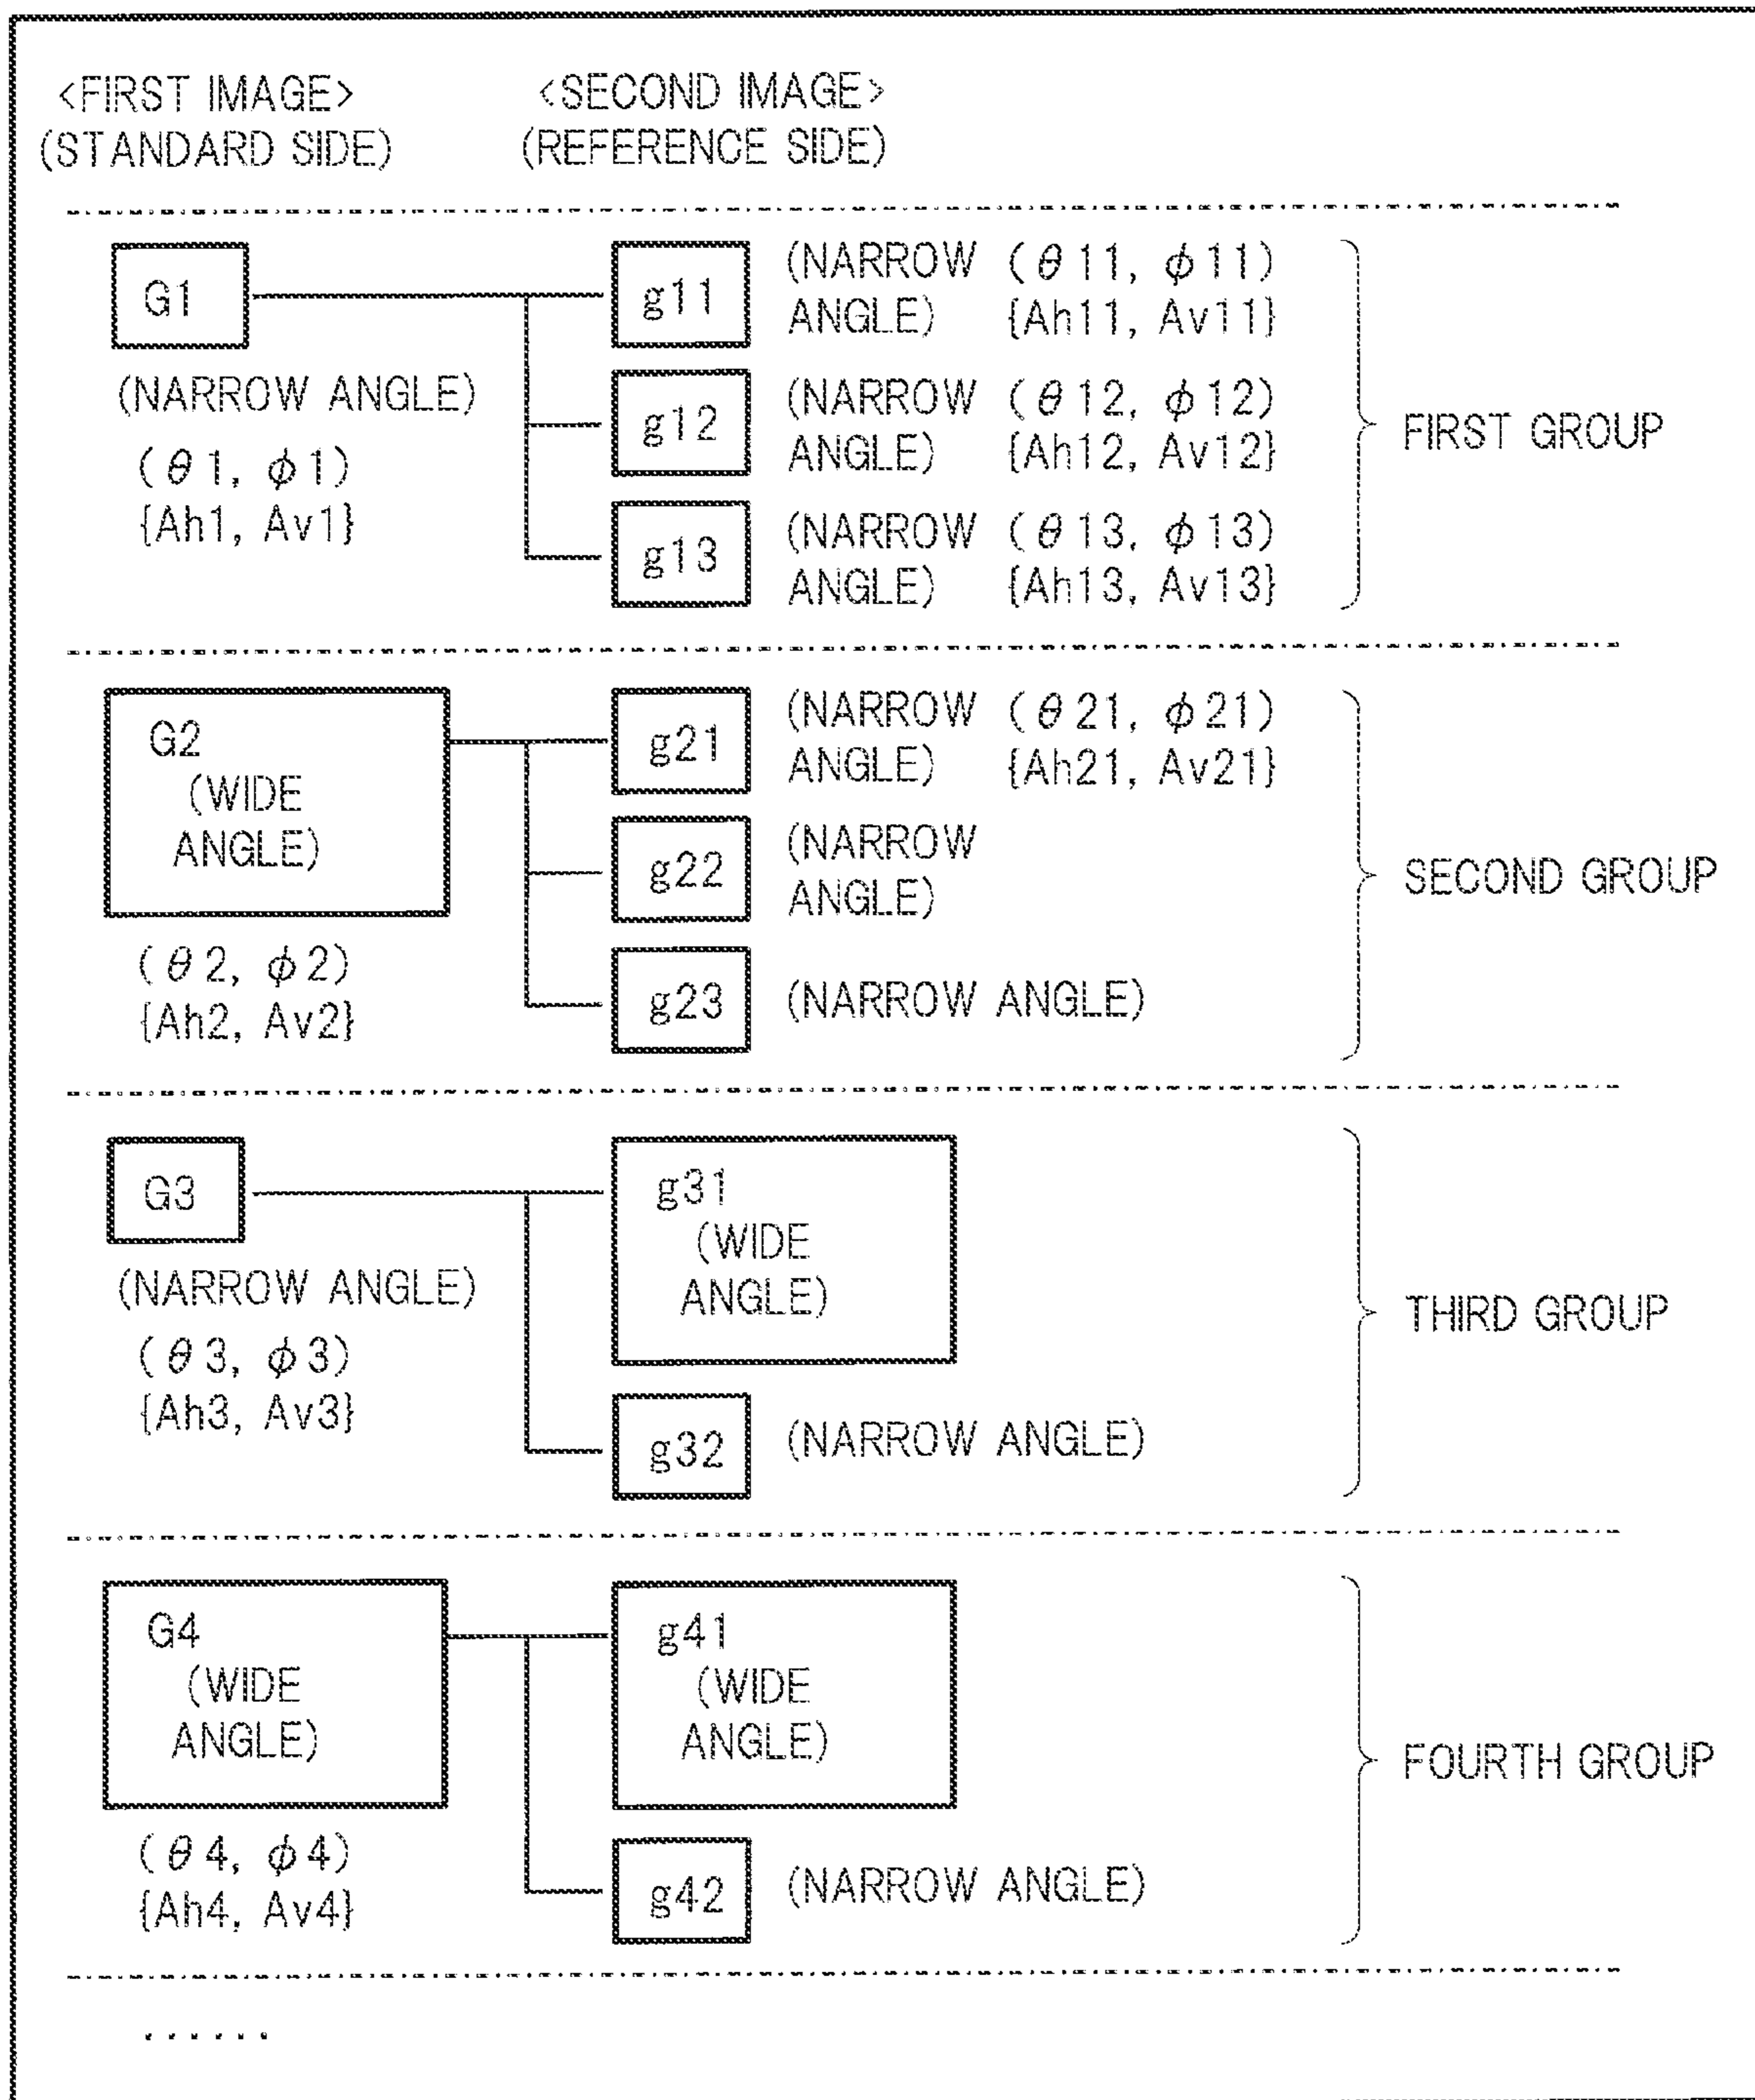 <FIRST IMAGE> <SECOND IMAGE>
(STANDARD SIDE) (REFERENCE SIDE)
G1
(NARROW ANGLE)
(θ1, φ1)
{Ah1, Av1}
g11 (NARROW (θ11, φ11)
ANGLE) {Ah11, Av11}
g12 (NARROW (θ12, φ12)
ANGLE) {Ah12, Av12}
g13 (NARROW (θ13, φ13)
ANGLE) {Ah13, Av13}
FIRST GROUP
G2
(WIDE
ANGLE)
(θ2, φ2)
{Ah2, Av2}
g21 (NARROW (θ21, φ21)
ANGLE) {Ah21, Av21}
g22 (NARROW
ANGLE)
g23 (NARROW ANGLE)
SECOND GROUP
G3
(NARROW ANGLE)
(θ3, φ3)
{Ah3, Av3}
g31
(WIDE
ANGLE)
g32 (NARROW ANGLE)
THIRD GROUP
G4
(WIDE
ANGLE)
(θ4, φ4)
{Ah4, Av4}
g41
(WIDE
ANGLE)
g42 (NARROW ANGLE)
FOURTH GROUP
......